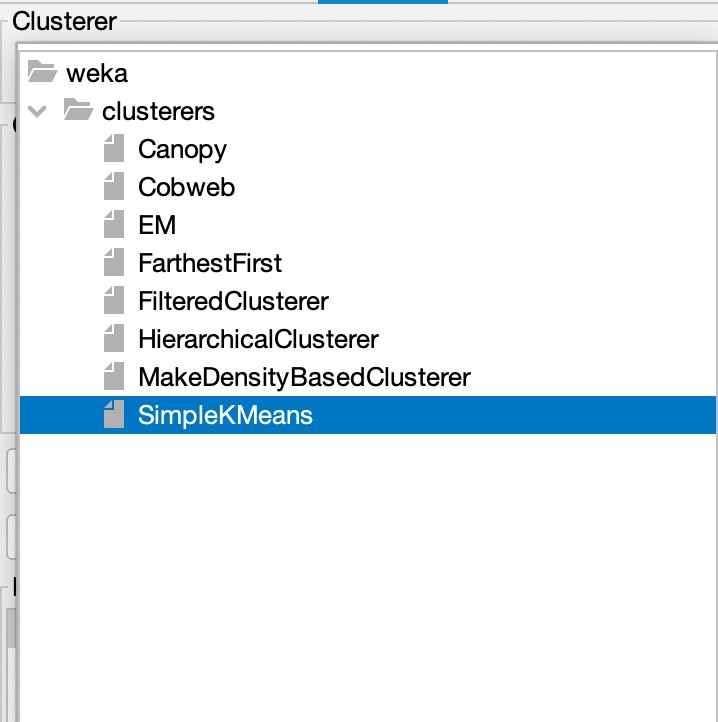 Clusterer
weka
clusterers
Canopy
Cobweb
EM
FarthestFirst
FilteredClusterer
HierarchicalClusterer
MakeDensityBasedClusterer
SimpleKMeans